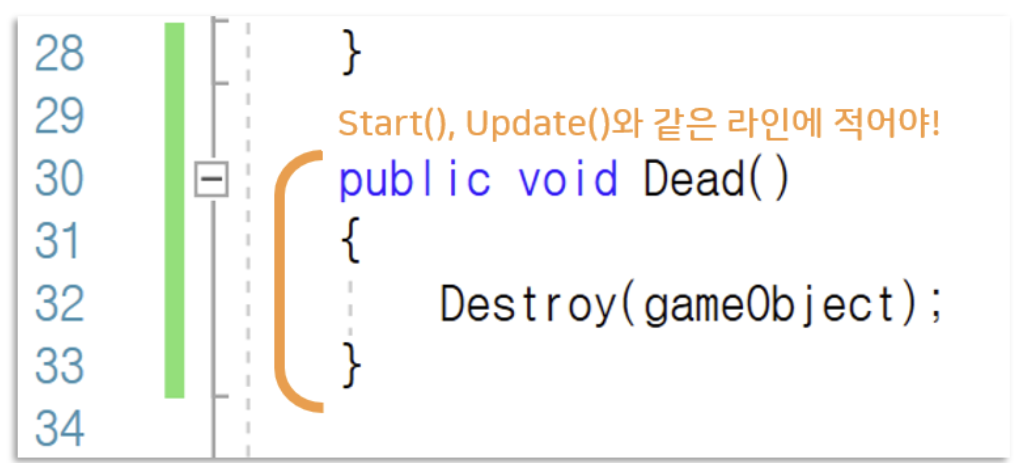 28 }
29 Start(), Update()와 같은 라인에 적어야!
30 public void Dead()
31 {
32 Destroy(gameObject);
33 }
34